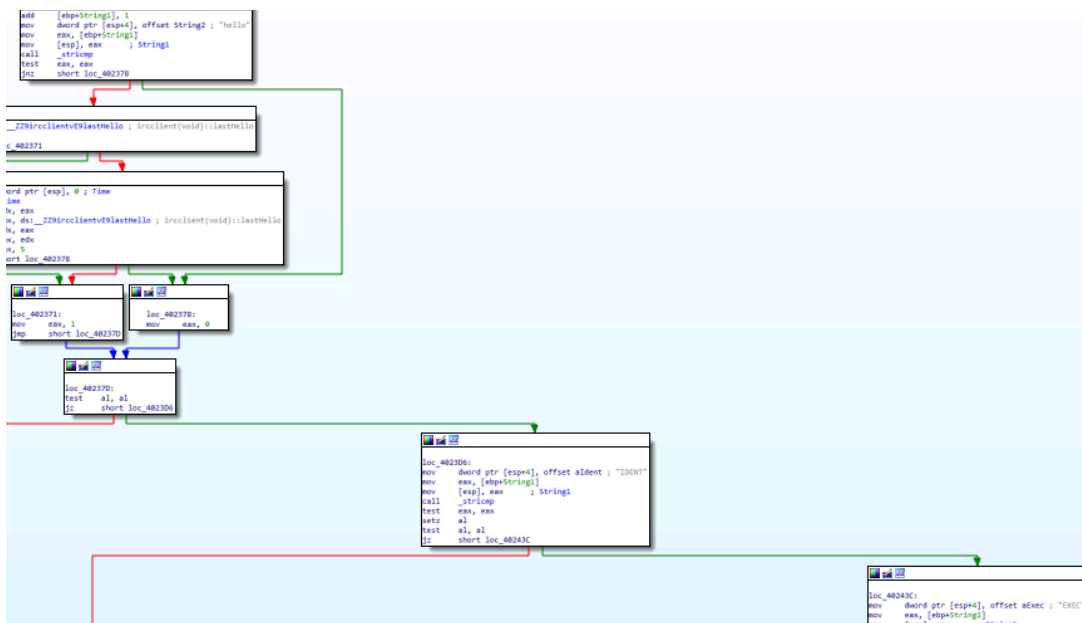 add [ebp+String1], 1
mov dword ptr [esp+4], offset String2 ; "hello"
mov eax, [ebp+String1]
mov [esp], eax ; String1
call _stricmp
test eax, eax
jnz short loc_402378
__ZZ9ircclientvE9lastHello ; ircclient(void)::lastHello
c_402371
ord ptr [esp], 0 ; Time
ime
dx, eax
x, ds:__ZZ9ircclientvE9lastHello ; ircclient(void)::lastHello
dx, eax
x, edx
x, 5
ort loc_402378
loc_402371:
mov eax, 1
jmp short loc_40237D
loc_402378:
mov eax, 0
loc_40237D:
test al, al
jz short loc_4023D6
loc_4023D6:
mov dword ptr [esp+4], offset aIdent ; "IDENT"
mov eax, [ebp+String1]
mov [esp], eax ; String1
call _stricmp
test eax, eax
setz al
test al, al
jz short loc_40243C
loc_40243C:
mov dword ptr [esp+4], offset aExec ; "EXEC"
mov eax, [ebp+String1]